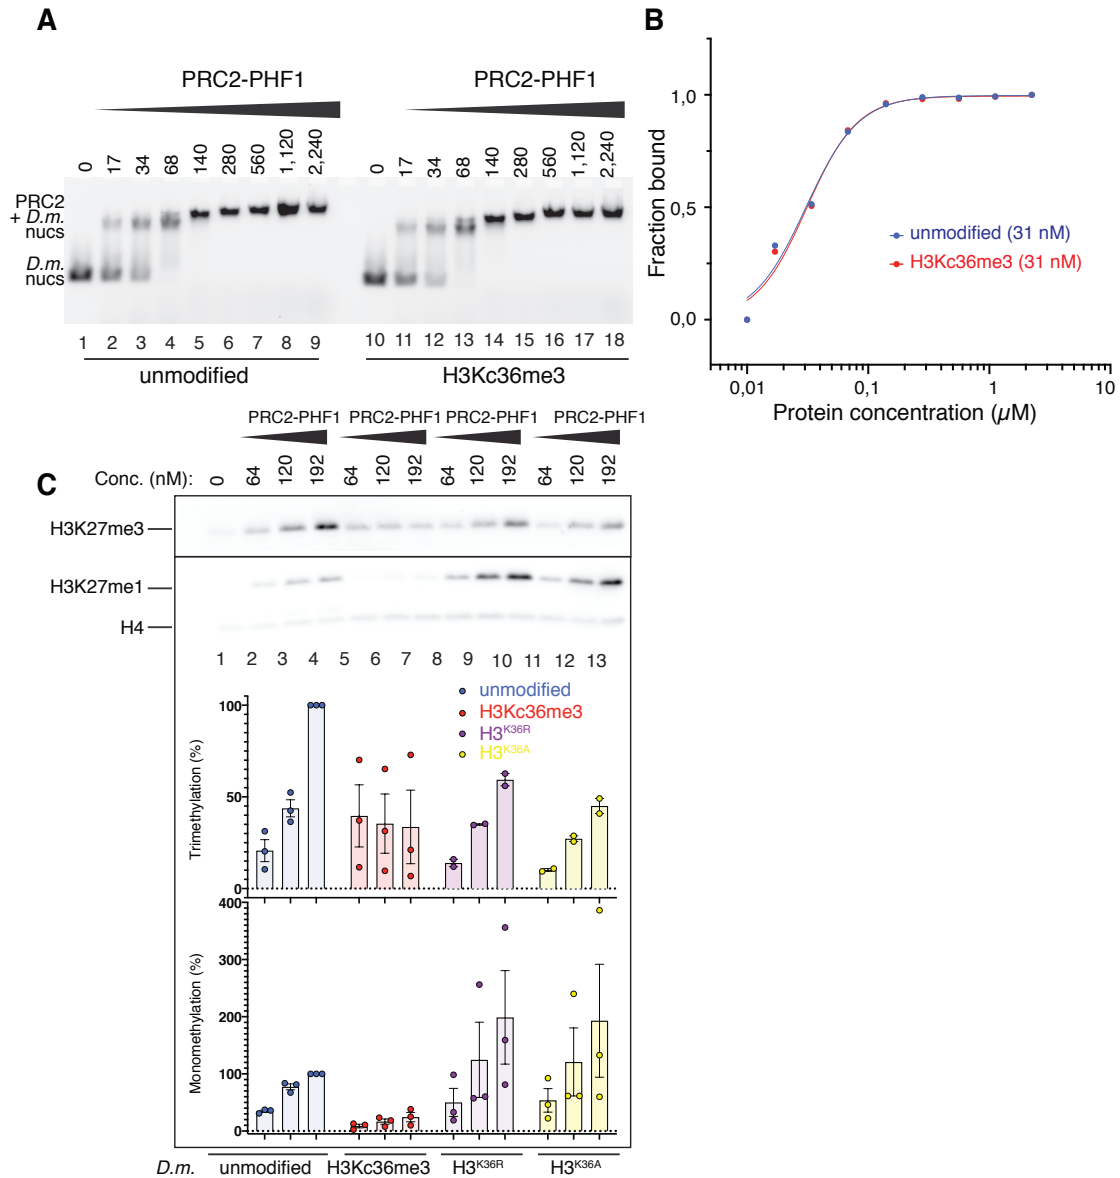 A
PRC2-PHF1 PRC2-PHF1
0 17 34 68 140 280 560 1,120 2,240 0 17 34 68 140 280 560 1,120 2,240
PRC2
+ D.m.
nucs
D.m.
nucs
1 2 3 4 5 6 7 8 9 10 11 12 13 14 15 16 17 18
unmodified H3Kc36me3
B
Fraction bound
1,0
0,5
0,0
unmodified (31 nM)
H3Kc36me3 (31 nM)
0,01 0,1 1 10
Protein concentration (µM)
C
PRC2-PHF1 PRC2-PHF1 PRC2-PHF1 PRC2-PHF1
Conc. (nM): 0 64 120 192 64 120 192 64 120 192 64 120 192
H3K27me3
H3K27me1
H4
1 2 3 4 5 6 7 8 9 10 11 12 13
unmodified
H3Kc36me3
H3K36R
H3K36A
Trimethylation (%)
100
50
0
Monomethylation (%)
400
300
200
100
0
D.m. unmodified H3Kc36me3 H3K36R H3K36A